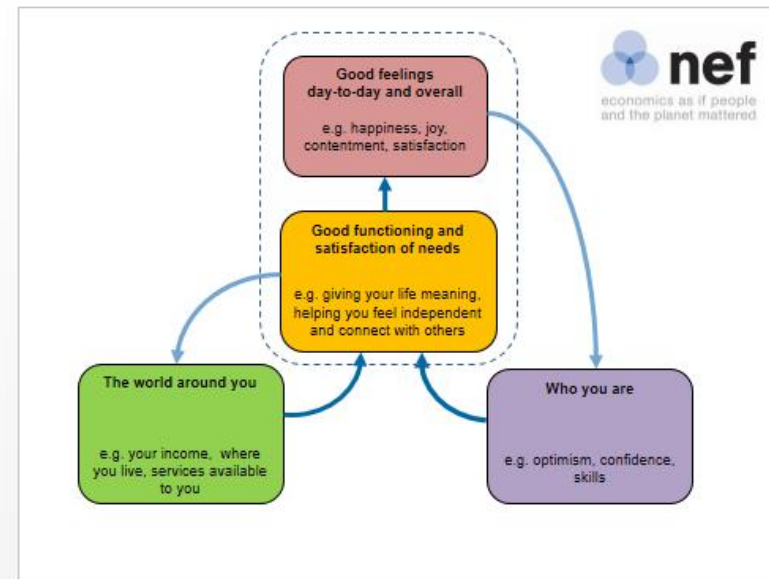 Good feelings
day-to-day and overall
e.g. happiness, joy,
contentment, satisfaction
nef
economics as if people
and the planet mattered
Good functioning and
satisfaction of needs
e.g. giving your life meaning,
helping you feel independent
and connect with others
The world around you
e.g. your income, where
you live, services available
to you
Who you are
e.g. optimism, confidence,
skills